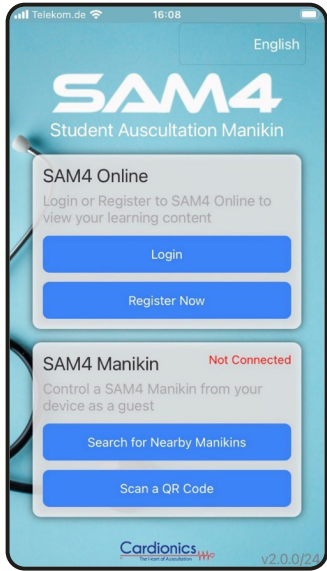 Telekom.de
16:08
English
SAM4
Student Auscultation Manikin
SAM4 Online
Login or Register to SAM4 Online to
view your learning content
Login
Register Now
SAM4 Manikin
Not Connected
Control a SAM4 Manikin from your
device as a guest
Search for Nearby Manikins
Scan a QR Code
Cardionics
The Heart of Auscultation
v2.0.0/24